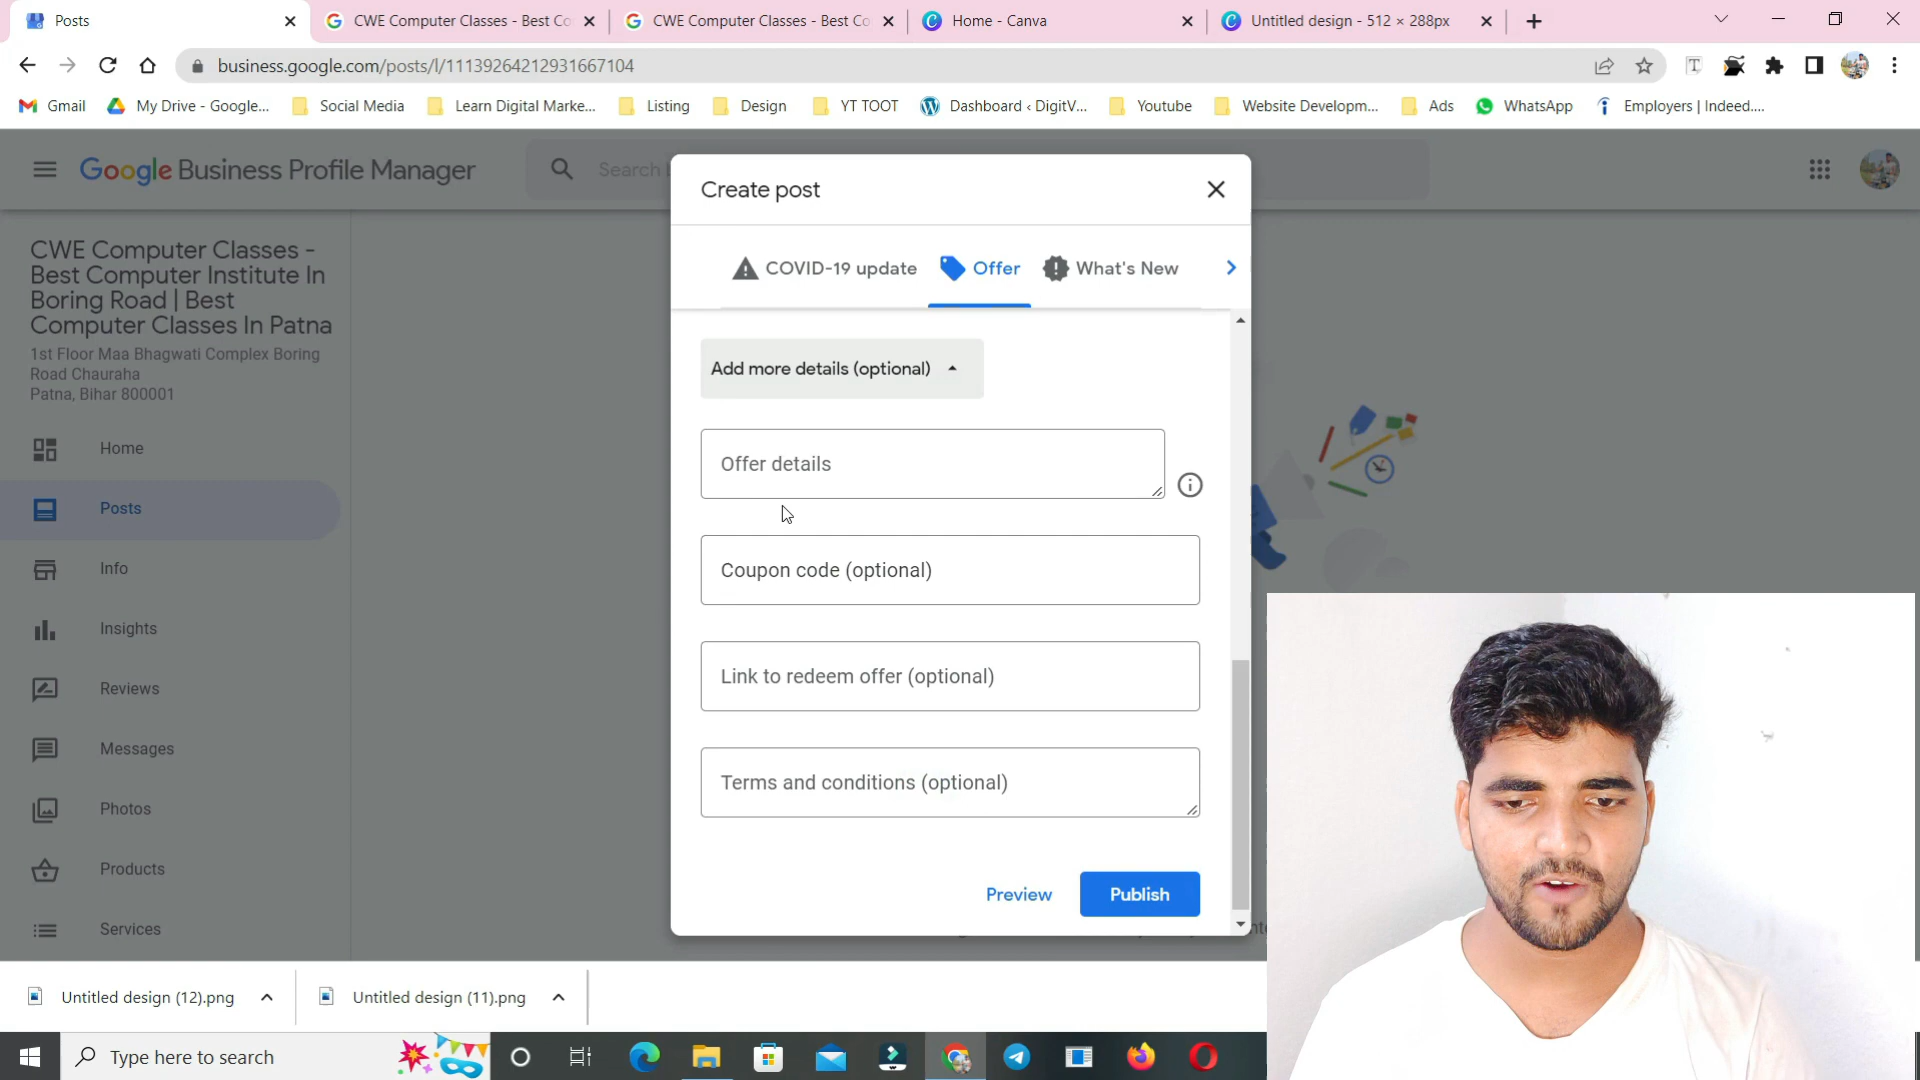 Posts
CWE Computer Classes - Best Co
CWE Computer Classes - Best Co
Home - Canva
Untitled design - 512 × 288px
business.google.com/posts/l/11139264212931667104
Gmail
My Drive - Google...
Social Media
Learn Digital Marke...
Listing
Design
YT TOOT
Dashboard ‹ DigitV...
Youtube
Website Developm...
Ads
WhatsApp
Employers | Indeed....
Google Business Profile Manager
Search
Create post
CWE Computer Classes -
Best Computer Institute In
Boring Road | Best
Computer Classes In Patna
1st Floor Maa Bhagwati Complex Boring
Road Chauraha
Patna, Bihar 800001
COVID-19 update
Offer
What's New
Add more details (optional)
Offer details
Coupon code (optional)
Link to redeem offer (optional)
Terms and conditions (optional)
Preview
Publish
Home
Posts
Info
Insights
Reviews
Messages
Photos
Products
Services
Untitled design (12).png
Untitled design (11).png
Type here to search